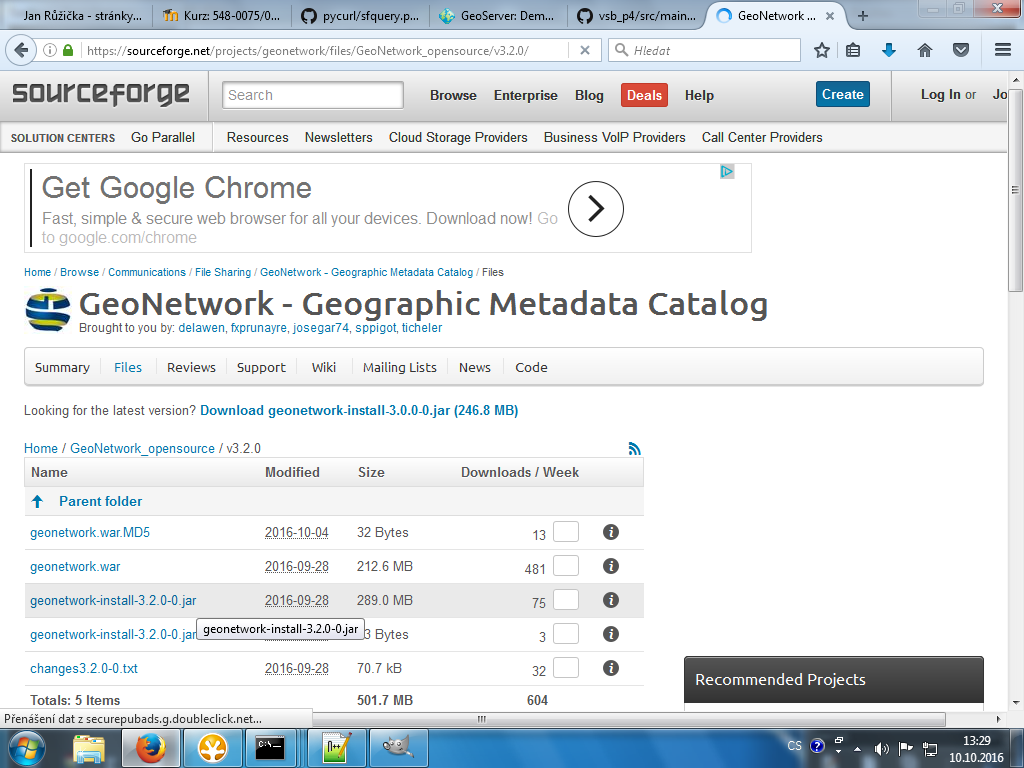 Jan Růžička - stránky... Kurz: 548-0075/0... pycurl/sfquery.p... GeoServer: Dem... vsb_p4/src/main... GeoNetwork ...
https://sourceforge.net/projects/geonetwork/files/GeoNetwork_opensource/v3.2.0/ Hledat
sourceforge Search Browse Enterprise Blog Deals Help Create Log In or Jo
SOLUTION CENTERS Go Parallel Resources Newsletters Cloud Storage Providers Business VoIP Providers Call Center Providers
Get Google Chrome
Fast, simple & secure web browser for all your devices. Download now! Go
to google.com/chrome
Home / Browse / Communications / File Sharing / GeoNetwork - Geographic Metadata Catalog / Files
GeoNetwork - Geographic Metadata Catalog
Brought to you by: delawen, fxprunayre, josegar74, sppigot, ticheler
Summary Files Reviews Support Wiki Mailing Lists News Code
Looking for the latest version? Download geonetwork-install-3.0.0-0.jar (246.8 MB)
Home / GeoNetwork_opensource / v3.2.0
Name Modified Size Downloads / Week
Parent folder
geonetwork.war.MD5 2016-10-04 32 Bytes 13
geonetwork.war 2016-09-28 212.6 MB 481
geonetwork-install-3.2.0-0.jar 2016-09-28 289.0 MB 75
geonetwork-install-3.2.0-0.jar 3 Bytes 3
geonetwork-install-3.2.0-0.jar
changes3.2.0-0.txt 2016-09-28 70.7 kB 32
Totals: 5 Items 501.7 MB 604
Recommended Projects
Přenášení dat z securepubads.g.doubleclick.net...
CS 13:29
10.10.2016